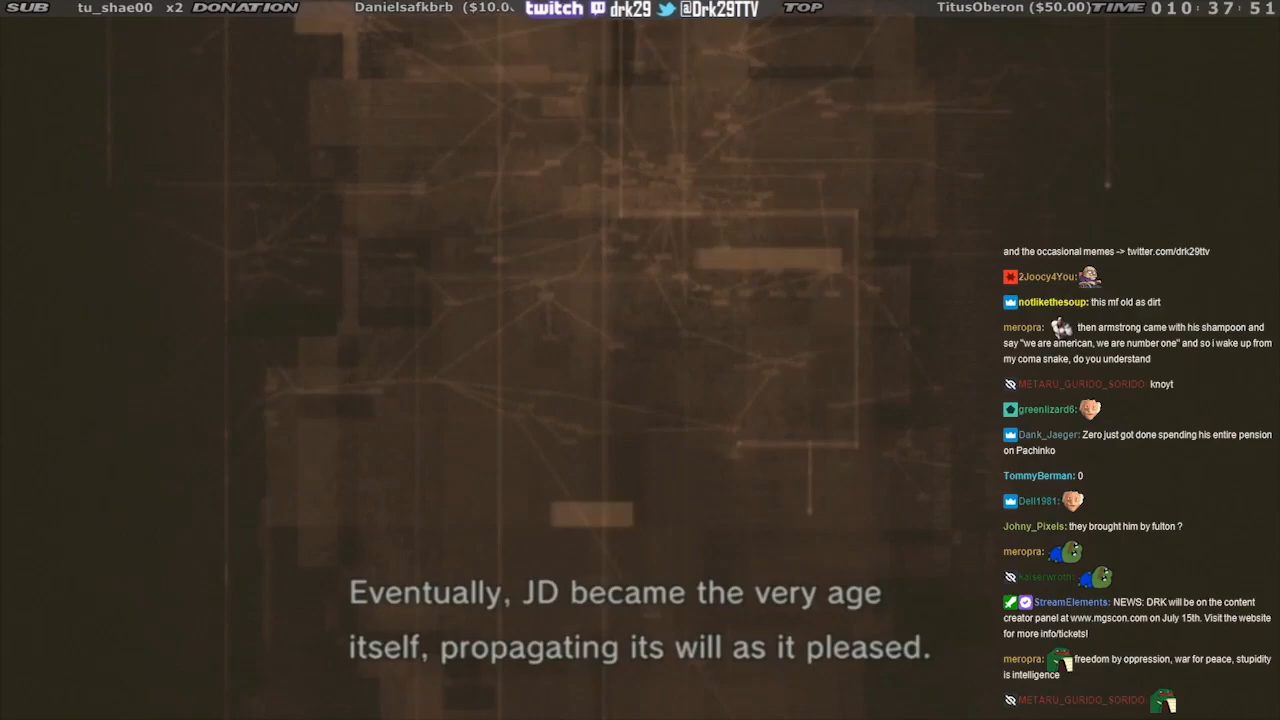 SUB tu_shae00 x2 DONATION Danielsafkbrb ($10.0 twitch drk29 @Drk29TTV TOP TitusOberon ($50.00) TIME 010:37:51
and the occasional memes -> twitter.com/drk29ttv
2Joocy4You:
notlikethesoup: this mf old as dirt
meropra: then armstrong came with his shampoon and
say "we are american, we are number one" and so i wake up from
my coma snake, do you understand
METARU_GURIDO_SORIDO: knoyt
greenlizard6:
Dank_Jaeger: Zero just got done spending his entire pension
on Pachinko
TommyBerman: 0
Dell1981:
Johny_Pixels: they brought him by fulton ?
meropra:
Kaiserwroth:
StreamElements: NEWS: DRK will be on the content
creator panel at www.mgscon.com on July 15th. Visit the website
for more info/tickets!
meropra: freedom by oppression, war for peace, stupidity
is intelligence
METARU_GURIDO_SORIDO:
Eventually, JD became the very age
itself, propagating its will as it pleased.